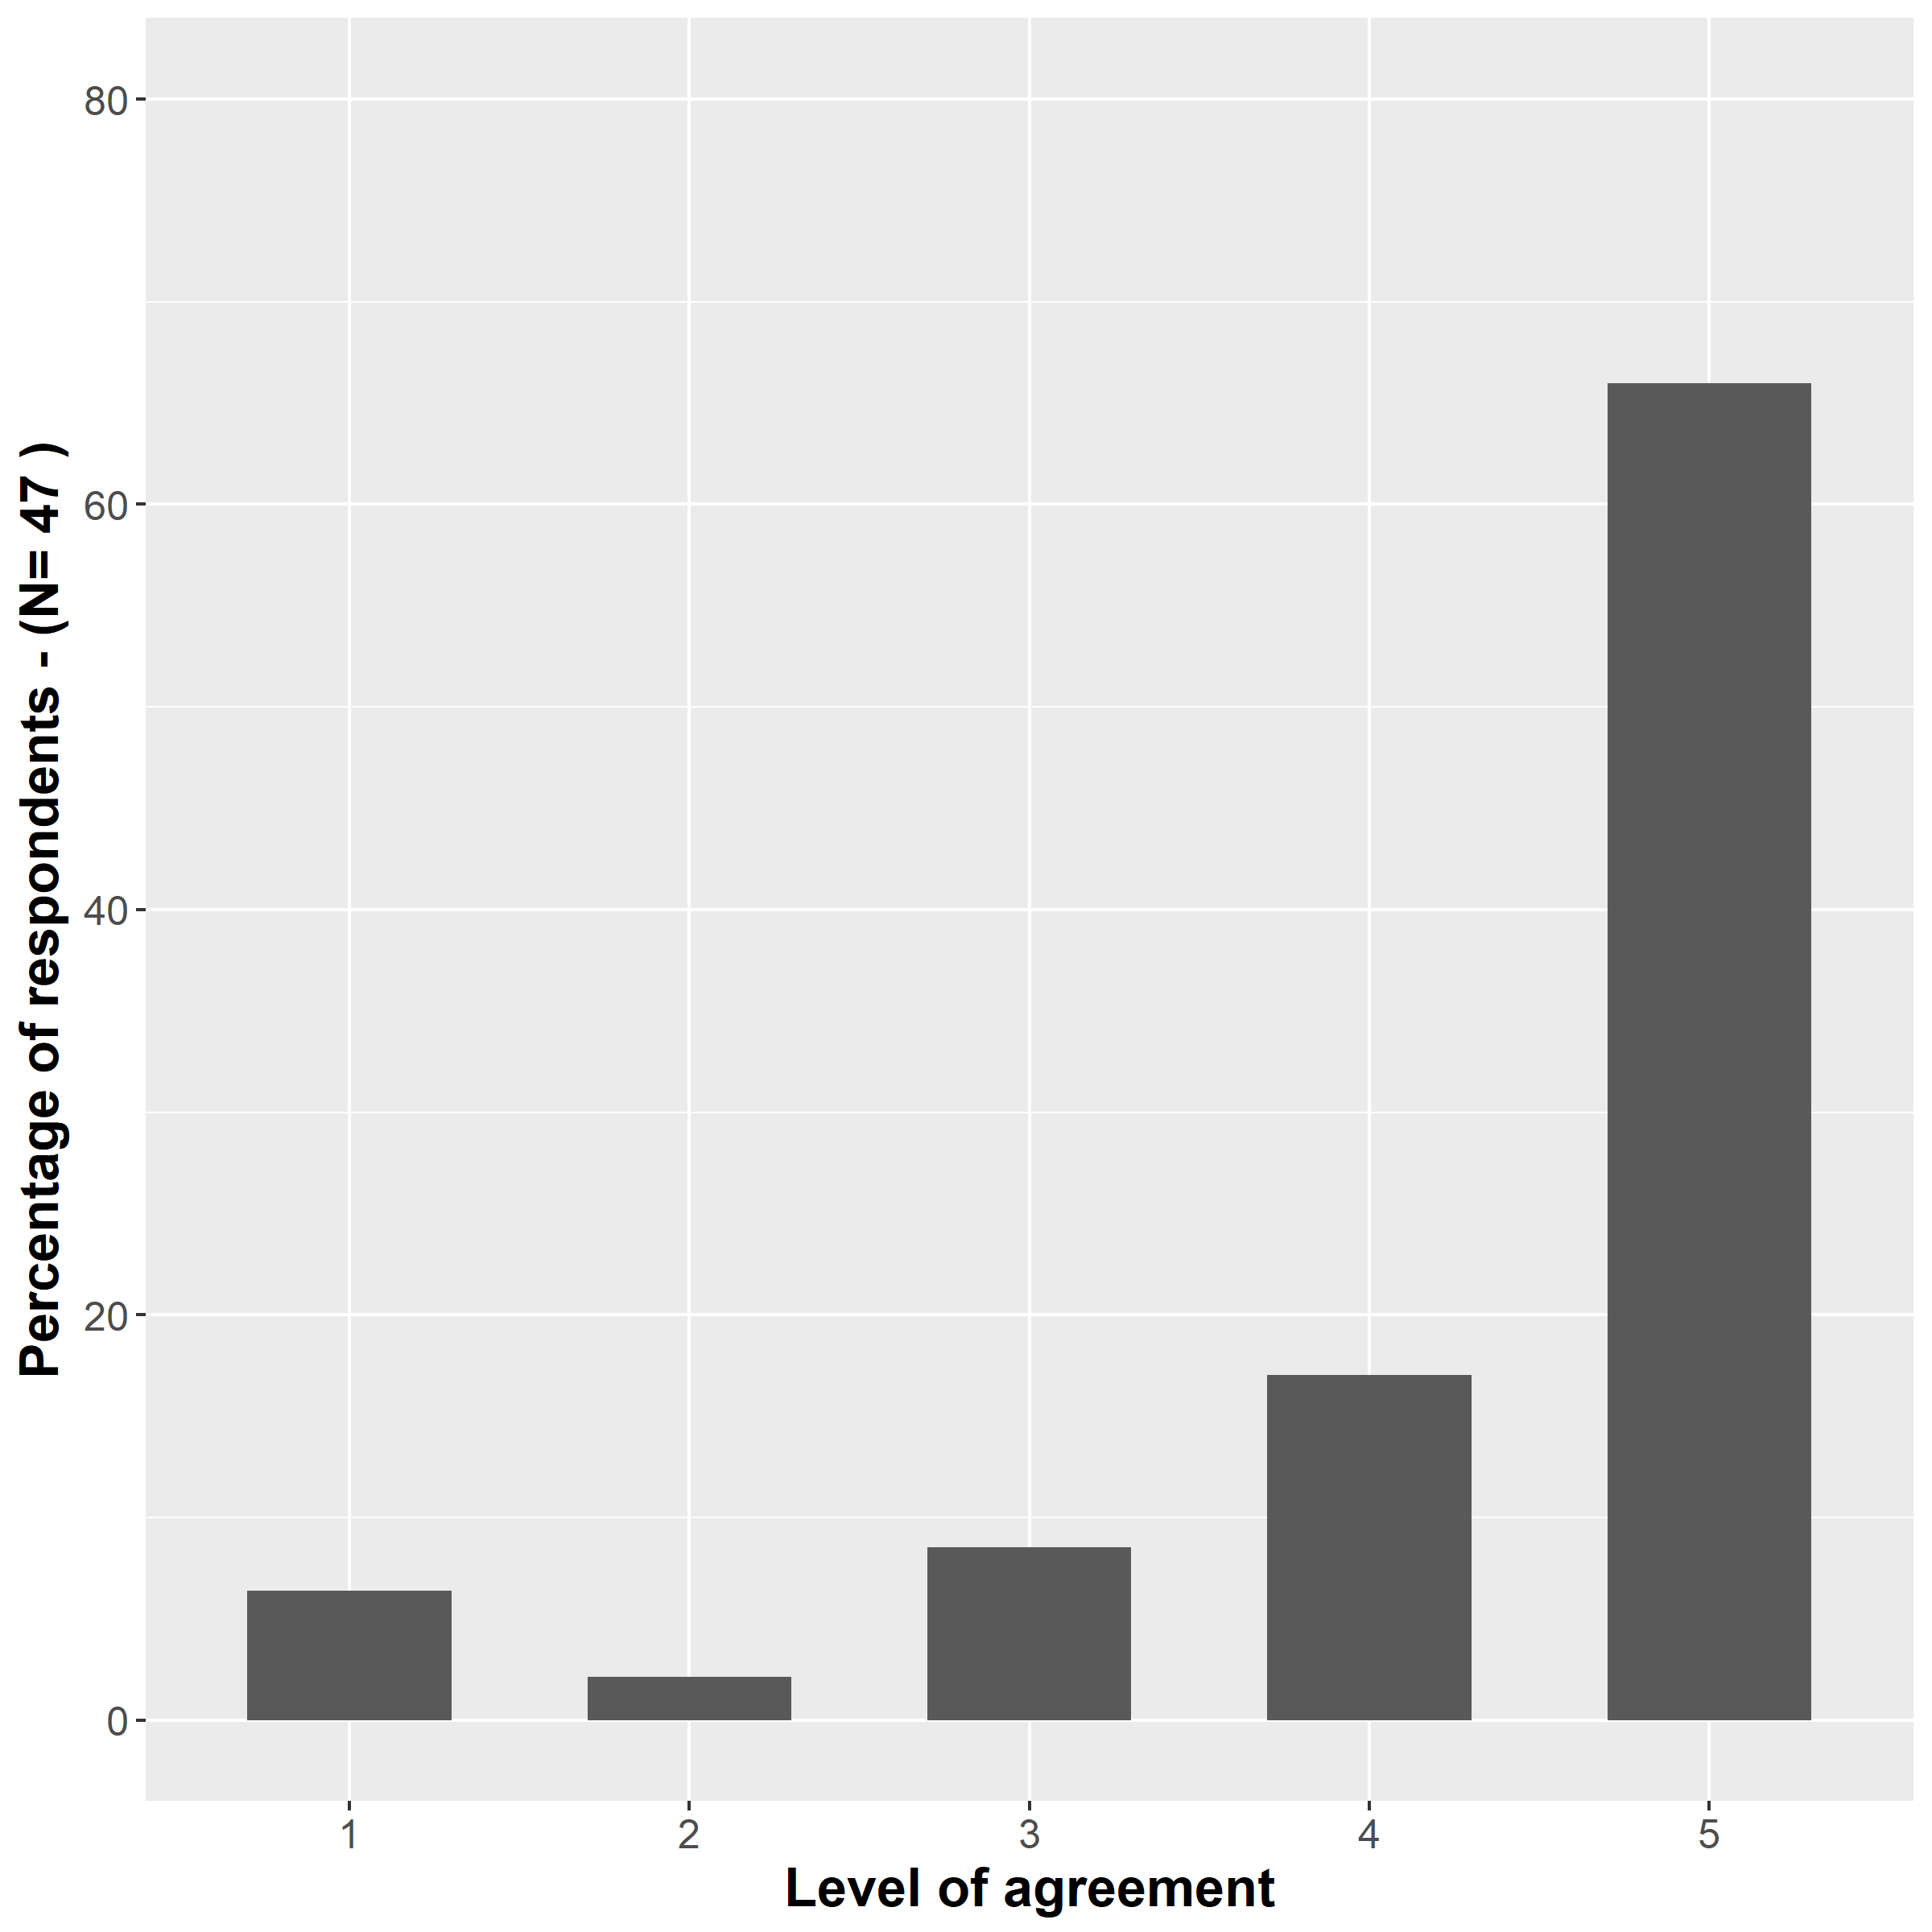 Percentage of respondents - (N= 47 )
80
60
40
20
0
1 2 3 4 5
Level of agreement